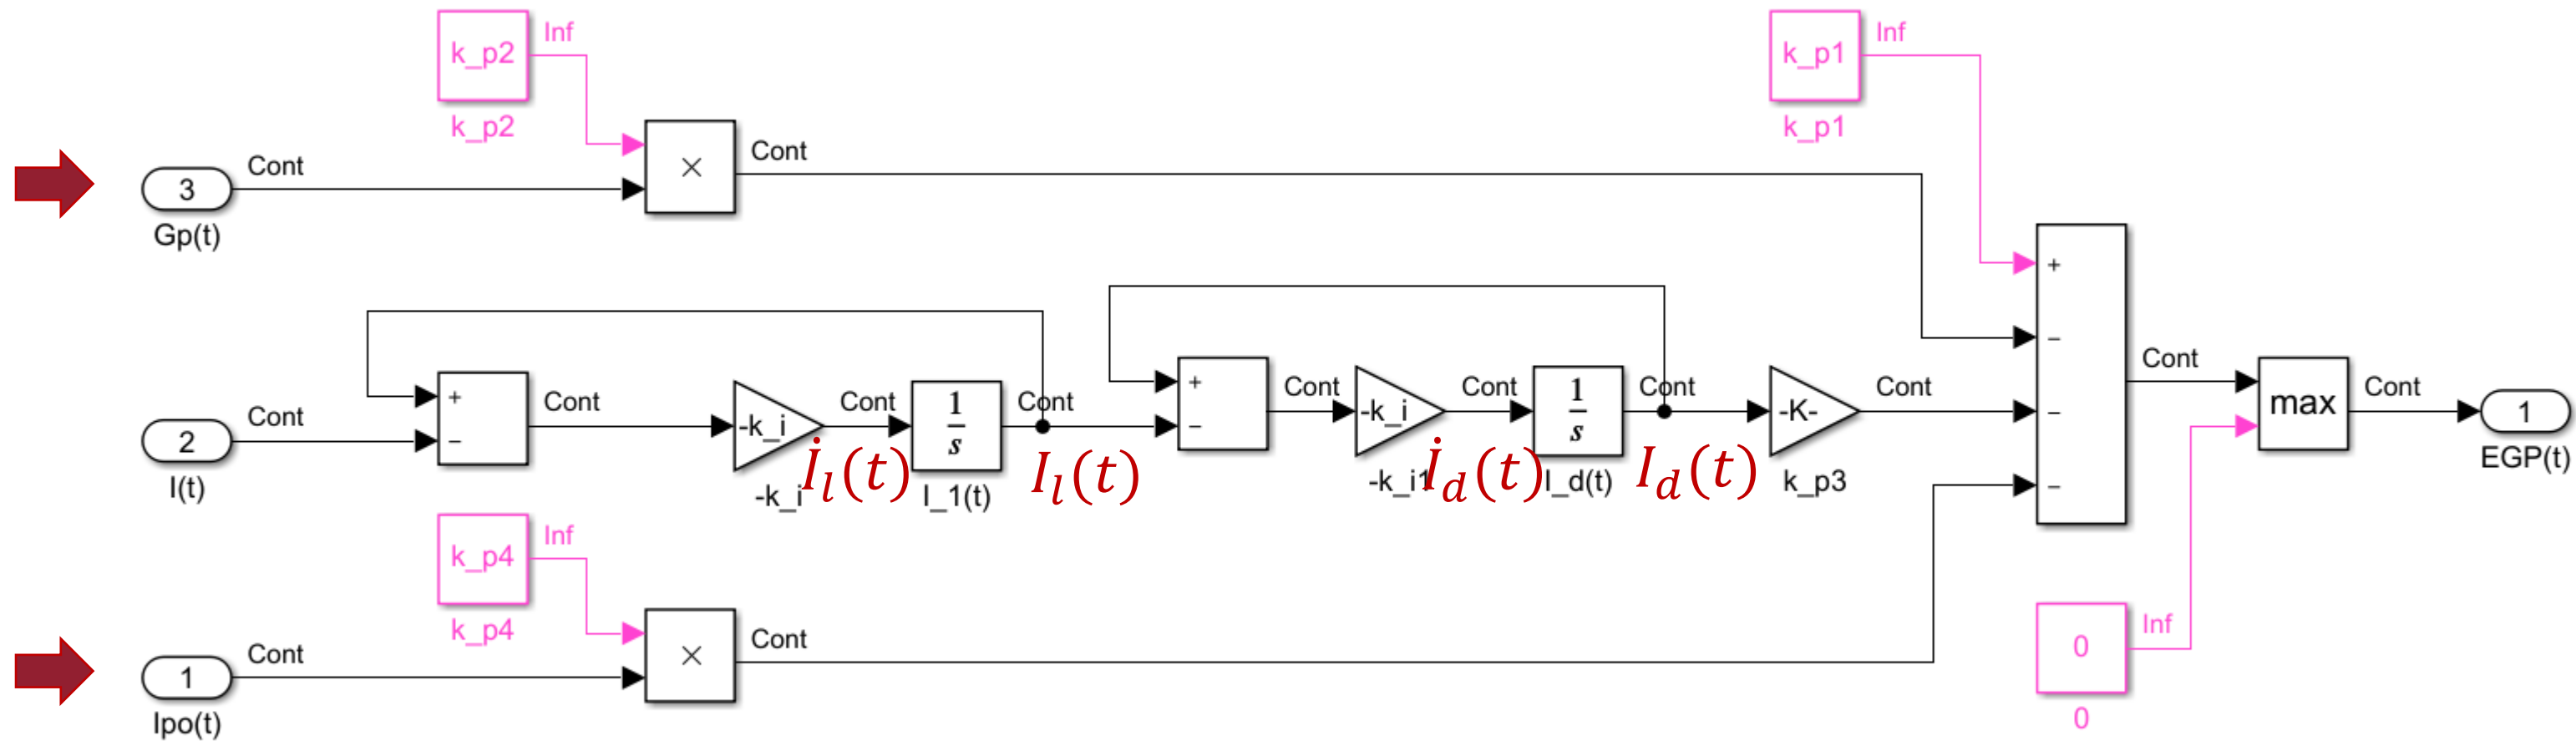 k_p2 Inf
k_p2
k_p1 Inf
k_p1
3 Cont
Gp(t)
× Cont
+
−
−
−
2 Cont
I(t)
+
−
Cont
-k_i
-k_i
Cont
İ_l(t)
1/s
I_1(t)
Cont
I_l(t)
+
−
Cont
-k_i
-k_i1
Cont
İ_d(t)
1/s
I_d(t)
Cont
I_d(t)
-K-
k_p3
Cont
Cont
max
Cont
1
EGP(t)
k_p4 Inf
k_p4
1 Cont
Ipo(t)
× Cont
0 Inf
0